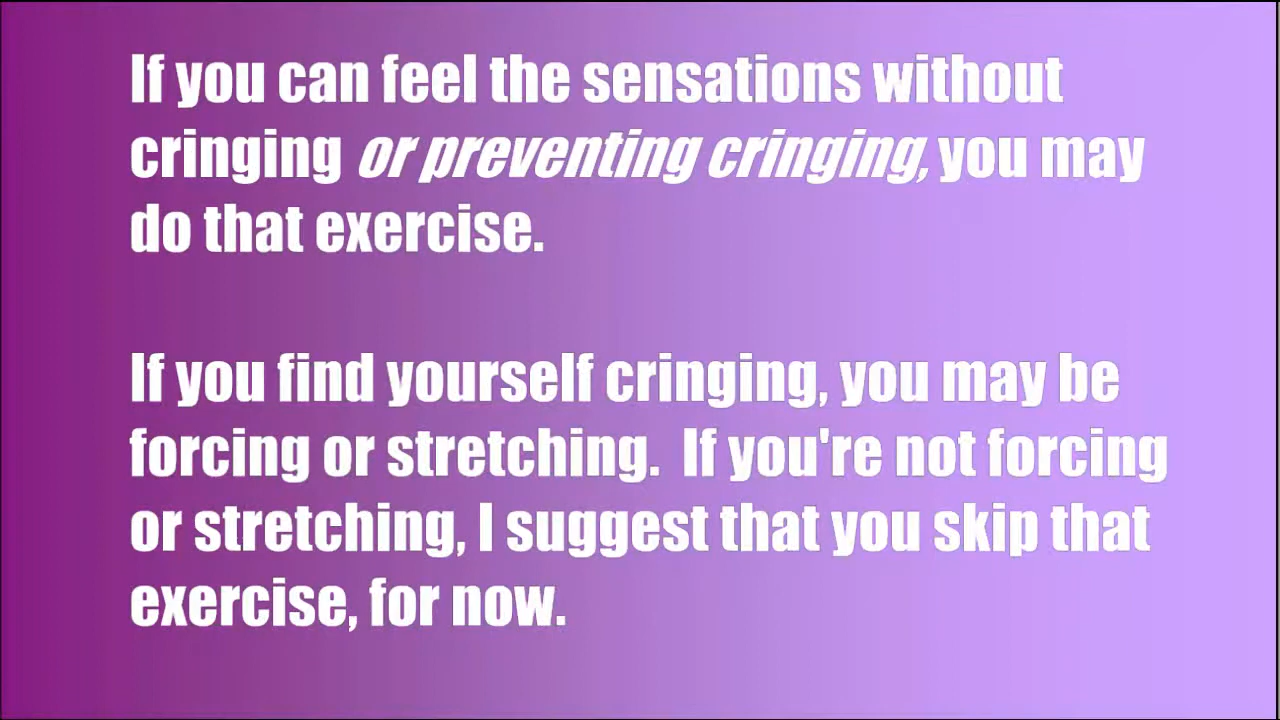 If you can feel the sensations without
cringing or preventing cringing, you may
do that exercise.
If you find yourself cringing, you may be
forcing or stretching.  If you're not forcing
or stretching, I suggest that you skip that
exercise, for now.